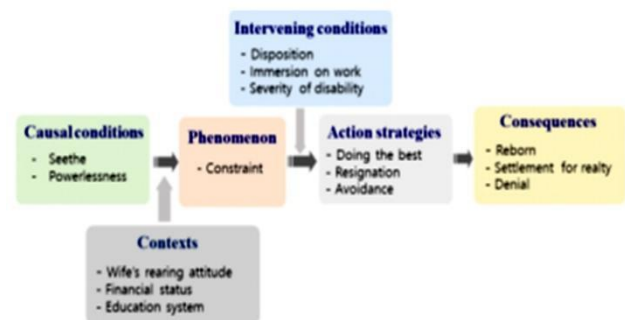 Intervening conditions
- Disposition
- Immersion on work
- Severity of disability
Causal conditions
- Seethe
- Powerlessness
Phenomenon
- Constraint
Action strategies
- Doing the best
- Resignation
- Avoidance
Consequences
- Reborn
- Settlement for realty
- Denial
Contexts
- Wife's rearing attitude
- Financial status
- Education system